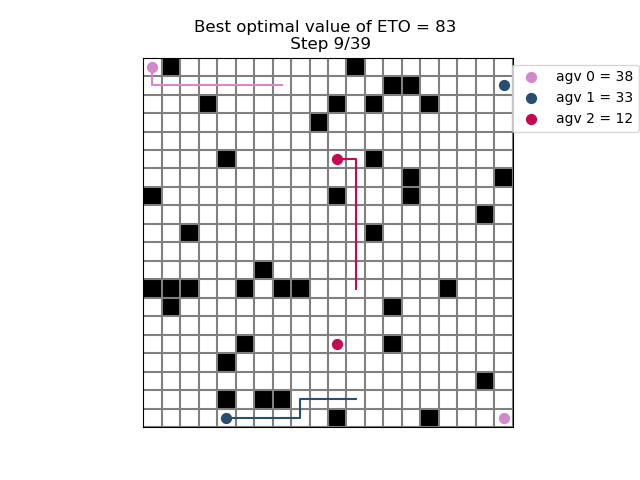 Best optimal value of ETO = 83
Step 9/39
agv 0 = 38
agv 1 = 33
agv 2 = 12